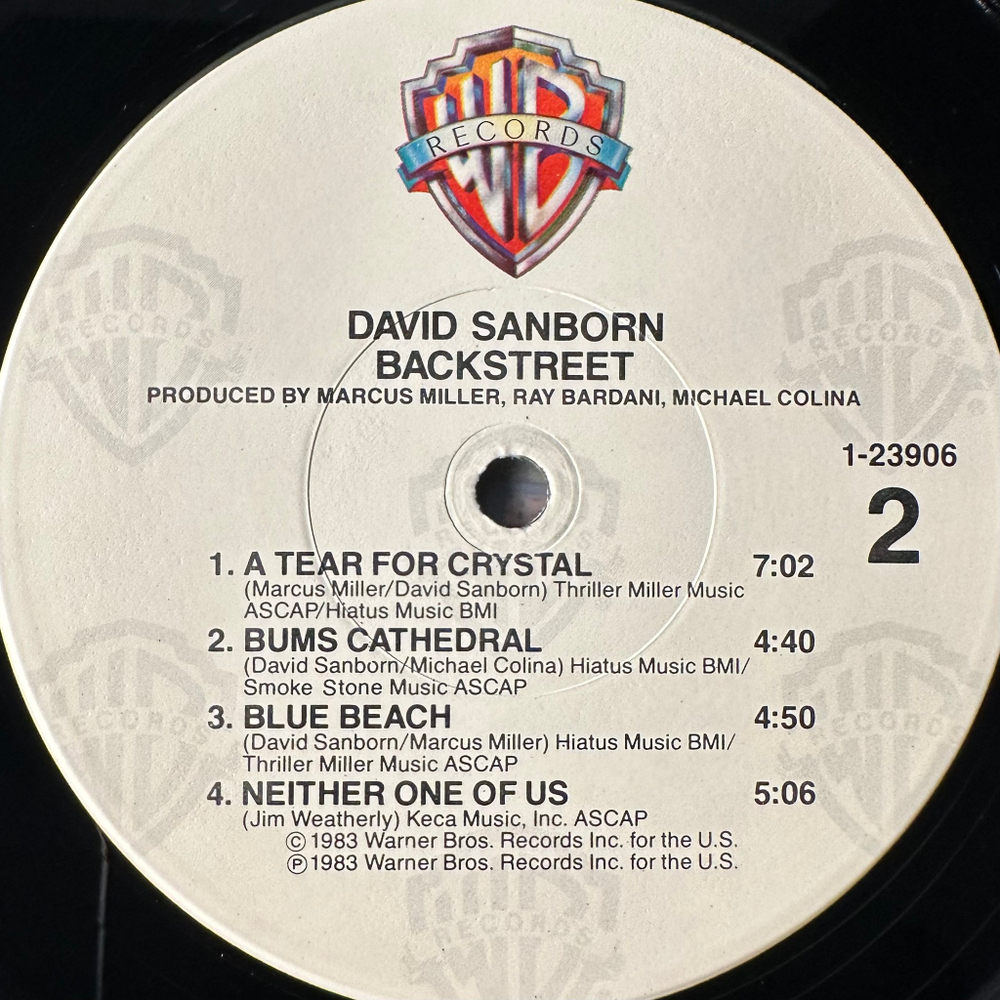 WB
RECORDS
DAVID SANBORN
BACKSTREET
PRODUCED BY MARCUS MILLER, RAY BARDANI, MICHAEL COLINA
1-23906
2
1. A TEAR FOR CRYSTAL 7:02
(Marcus Miller/David Sanborn) Thriller Miller Music
ASCAP/Hiatus Music BMI
2. BUMS CATHEDRAL 4:40
(David Sanborn/Michael Colina) Hiatus Music BMI/
Smoke Stone Music ASCAP
3. BLUE BEACH 4:50
(David Sanborn/Marcus Miller) Hiatus Music BMI/
Thriller Miller Music ASCAP
4. NEITHER ONE OF US 5:06
(Jim Weatherly) Keca Music, Inc. ASCAP
©1983 Warner Bros. Records Inc. for the U.S.
℗1983 Warner Bros. Records Inc. for the U.S.